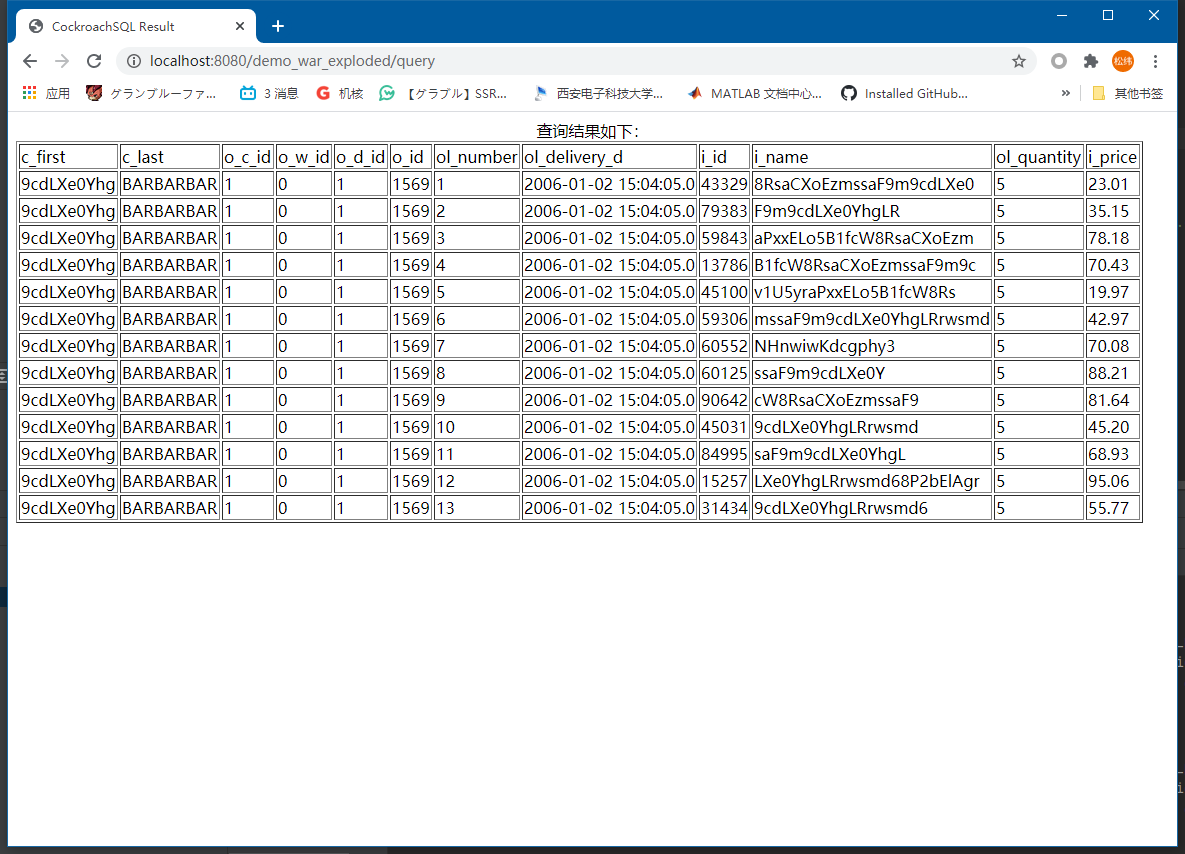 CockroachSQL Result
localhost:8080/demo_war_exploded/query
松纬
应用 グランブルーファ... 3 消息 机核 【グラブル】SSR... 西安电子科技大学... MATLAB 文档中心... Installed GitHub... » 其他书签
查询结果如下:
c_first c_last o_c_id o_w_id o_d_id o_id ol_number ol_delivery_d i_id i_name ol_quantity i_price
9cdLXe0Yhg BARBARBAR 1 0 1 1569 1 2006-01-02 15:04:05.0 43329 8RsaCXoEzmssaF9m9cdLXe0 5 23.01
9cdLXe0Yhg BARBARBAR 1 0 1 1569 2 2006-01-02 15:04:05.0 79383 F9m9cdLXe0YhgLR 5 35.15
9cdLXe0Yhg BARBARBAR 1 0 1 1569 3 2006-01-02 15:04:05.0 59843 aPxxELo5B1fcW8RsaCXoEzm 5 78.18
9cdLXe0Yhg BARBARBAR 1 0 1 1569 4 2006-01-02 15:04:05.0 13786 B1fcW8RsaCXoEzmssaF9m9c 5 70.43
9cdLXe0Yhg BARBARBAR 1 0 1 1569 5 2006-01-02 15:04:05.0 45100 v1U5yraPxxELo5B1fcW8Rs 5 19.97
9cdLXe0Yhg BARBARBAR 1 0 1 1569 6 2006-01-02 15:04:05.0 59306 mssaF9m9cdLXe0YhgLRrwsmd 5 42.97
9cdLXe0Yhg BARBARBAR 1 0 1 1569 7 2006-01-02 15:04:05.0 60552 NHnwiwKdcgphy3 5 70.08
9cdLXe0Yhg BARBARBAR 1 0 1 1569 8 2006-01-02 15:04:05.0 60125 ssaF9m9cdLXe0Y 5 88.21
9cdLXe0Yhg BARBARBAR 1 0 1 1569 9 2006-01-02 15:04:05.0 90642 cW8RsaCXoEzmssaF9 5 81.64
9cdLXe0Yhg BARBARBAR 1 0 1 1569 10 2006-01-02 15:04:05.0 45031 9cdLXe0YhgLRrwsmd 5 45.20
9cdLXe0Yhg BARBARBAR 1 0 1 1569 11 2006-01-02 15:04:05.0 84995 saF9m9cdLXe0YhgL 5 68.93
9cdLXe0Yhg BARBARBAR 1 0 1 1569 12 2006-01-02 15:04:05.0 15257 LXe0YhgLRrwsmd68P2bElAgr 5 95.06
9cdLXe0Yhg BARBARBAR 1 0 1 1569 13 2006-01-02 15:04:05.0 31434 9cdLXe0YhgLRrwsmd6 5 55.77